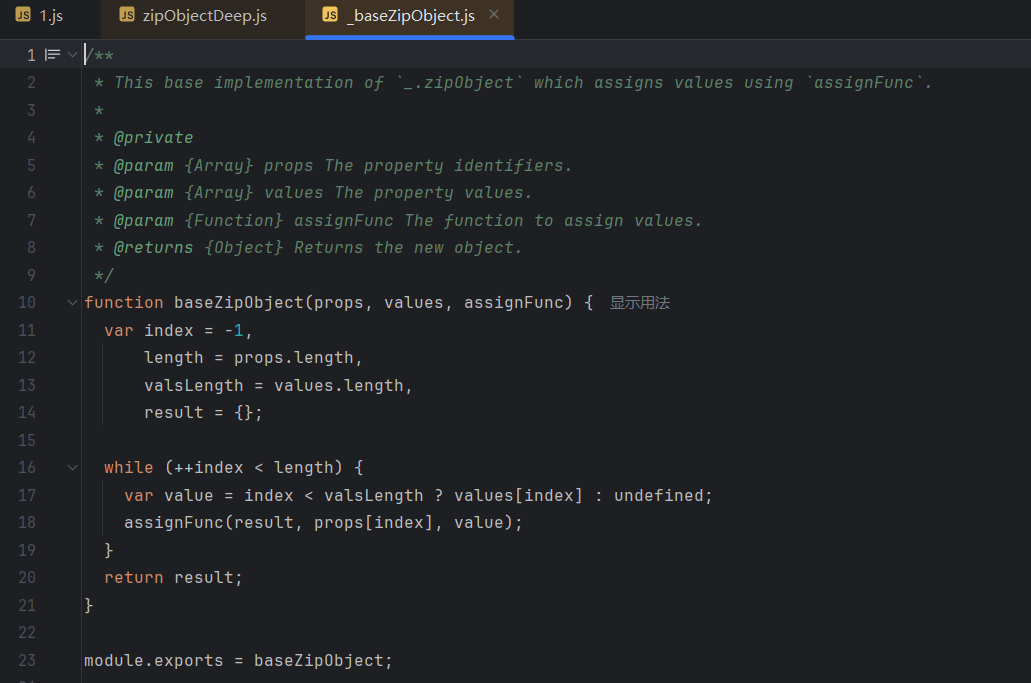 JS 1.js JS zipObjectDeep.js JS _baseZipObject.js ×
1 /**
2 * This base implementation of `_.zipObject` which assigns values using `assignFunc`.
3 *
4 * @private
5 * @param {Array} props The property identifiers.
6 * @param {Array} values The property values.
7 * @param {Function} assignFunc The function to assign values.
8 * @returns {Object} Returns the new object.
9 */
10 function baseZipObject(props, values, assignFunc) { 显示用法
11 var index = -1,
12 length = props.length,
13 valsLength = values.length,
14 result = {};
15
16 while (++index < length) {
17 var value = index < valsLength ? values[index] : undefined;
18 assignFunc(result, props[index], value);
19 }
20 return result;
21 }
22
23 module.exports = baseZipObject;